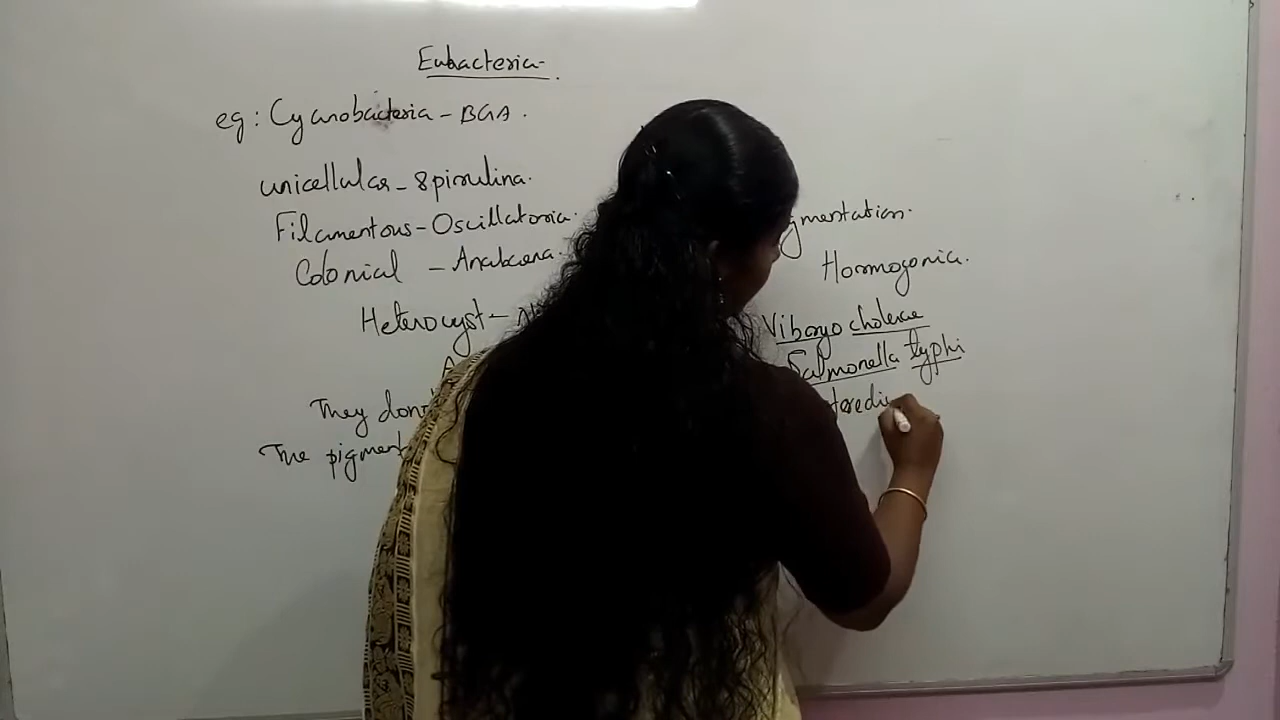 Eubacteria-
eg: Cyanobacteria - BGA.
unicellular - Spirulina.
Filamentous - Oscillatoria.
Colonial - Anabaena.
Heterocyst -
They don't
The pigment
gmentation.
Hormogonia.
Vibaryo cholerae
Salmonella typhi